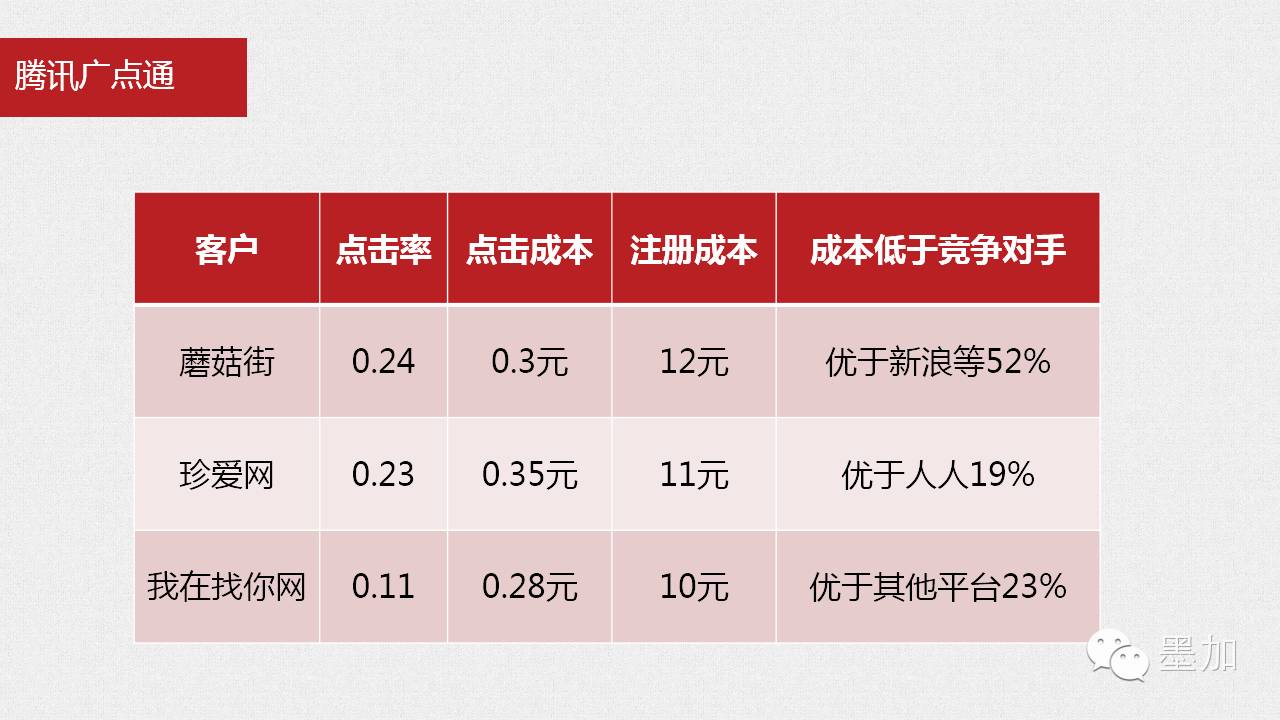 腾讯广点通
客户 点击率 点击成本 注册成本 成本低于竞争对手
蘑菇街 0.24 0.3元 12元 优于新浪等52%
珍爱网 0.23 0.35元 11元 优于人人19%
我在找你网 0.11 0.28元 10元 优于其他平台23%
墨加